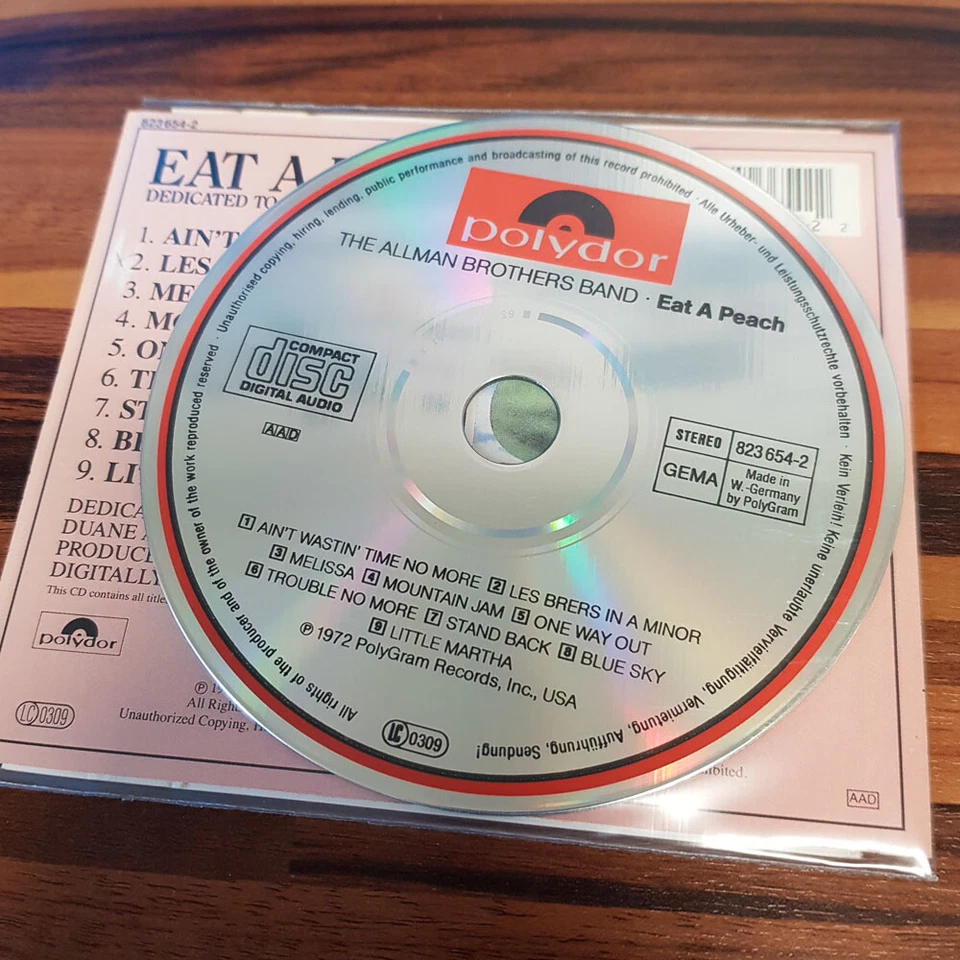 823 654-2
EAT A
DEDICATED TO
1. AIN'T
2. LES
3. ME
4. MO
5. ON
6. T
7. ST
8. BL
9. LI
DEDICA
DUANE A
PRODUCE
DIGITALLY
This CD contains all title
polydor
LC 0309
All Right
Unauthorized Copying, H
ibited.
AAD
2 2
polydor
THE ALLMAN BROTHERS BAND · Eat A Peach
COMPACT
disc
DIGITAL AUDIO
AAD
STEREO 823 654-2
GEMA Made in
W.-Germany
by PolyGram
1 AIN'T WASTIN' TIME NO MORE 2 LES BRERS IN A MINOR
3 MELISSA 4 MOUNTAIN JAM 5 ONE WAY OUT
6 TROUBLE NO MORE 7 STAND BACK 8 BLUE SKY
9 LITTLE MARTHA
℗ 1972 PolyGram Records, Inc., USA
LC 0309
All rights of the producer and of the owner of the work reproduced reserved · Unauthorised copying, hiring, lending, public performance and broadcasting of this record prohibited · Alle Urheber- und Leistungsschutzrechte vorbehalten · Kein Verleih! Keine unerlaubte Vervielfältigung, Vermietung, Aufführung, Sendung!